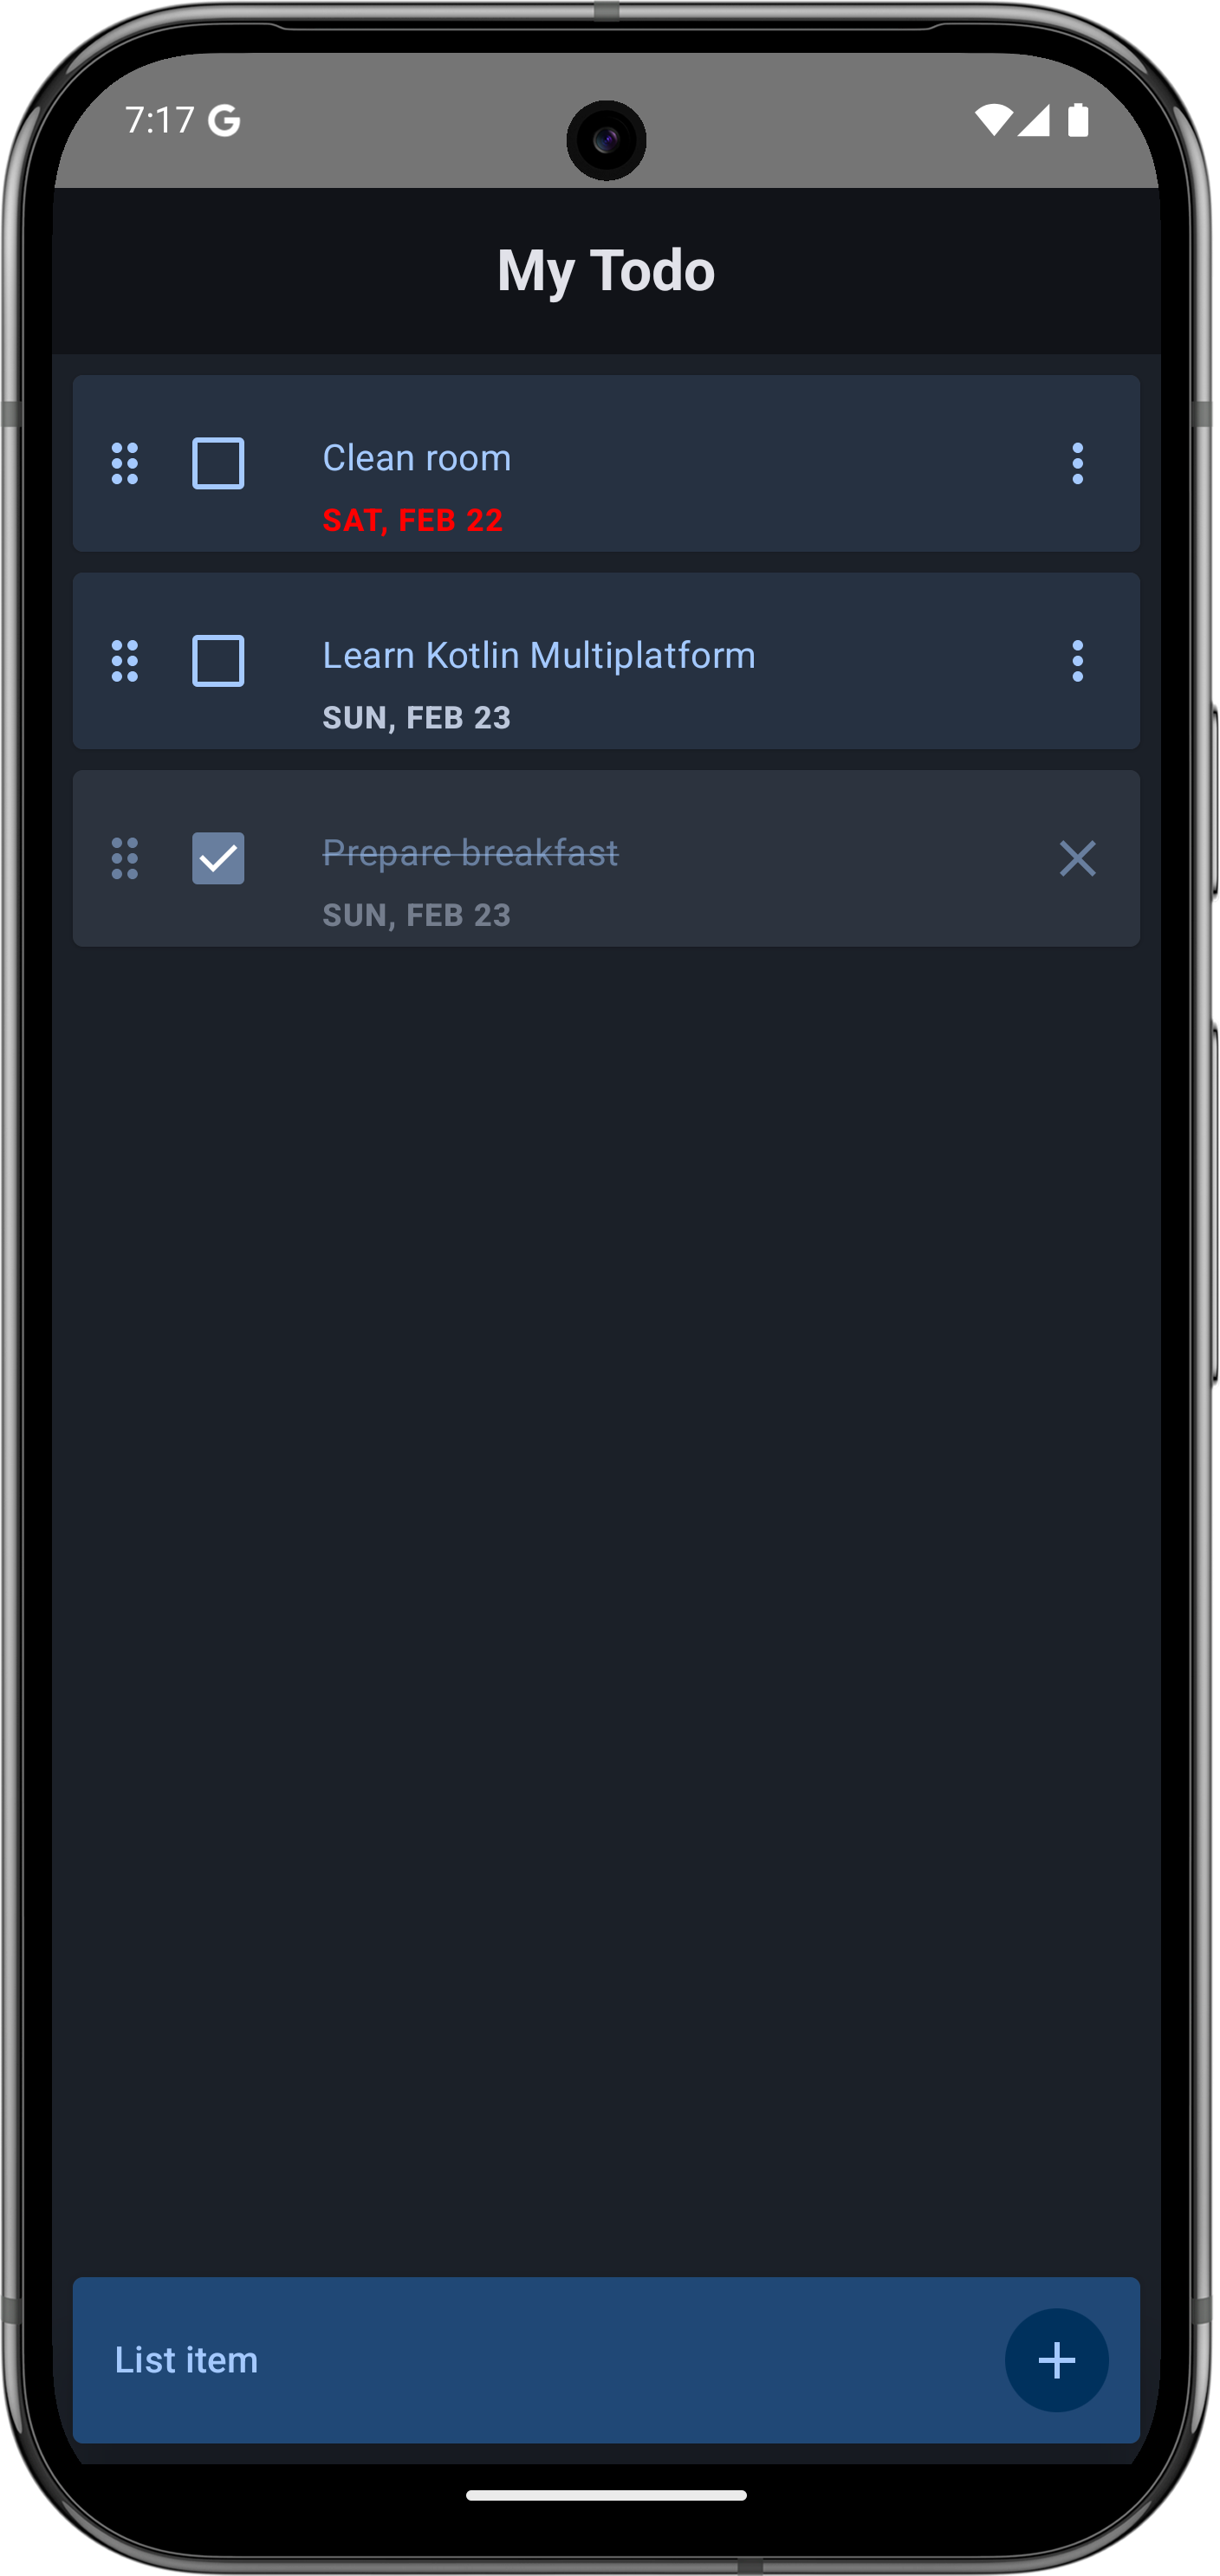 7:17 G
My Todo
Clean room
SAT, FEB 22
Learn Kotlin Multiplatform
SUN, FEB 23
Prepare breakfast
SUN, FEB 23
List item